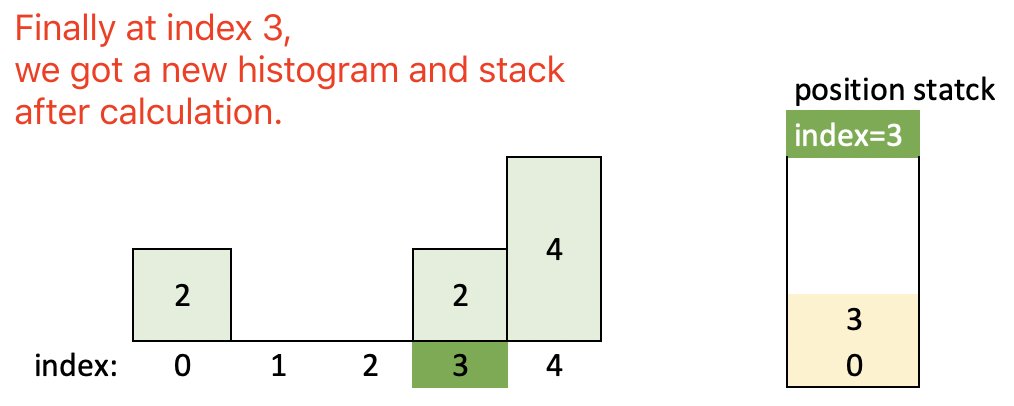 Finally at index 3,
we got a new histogram and stack
after calculation.
position statck
index=3
4
2 2
3
index: 0 1 2 3 4
0